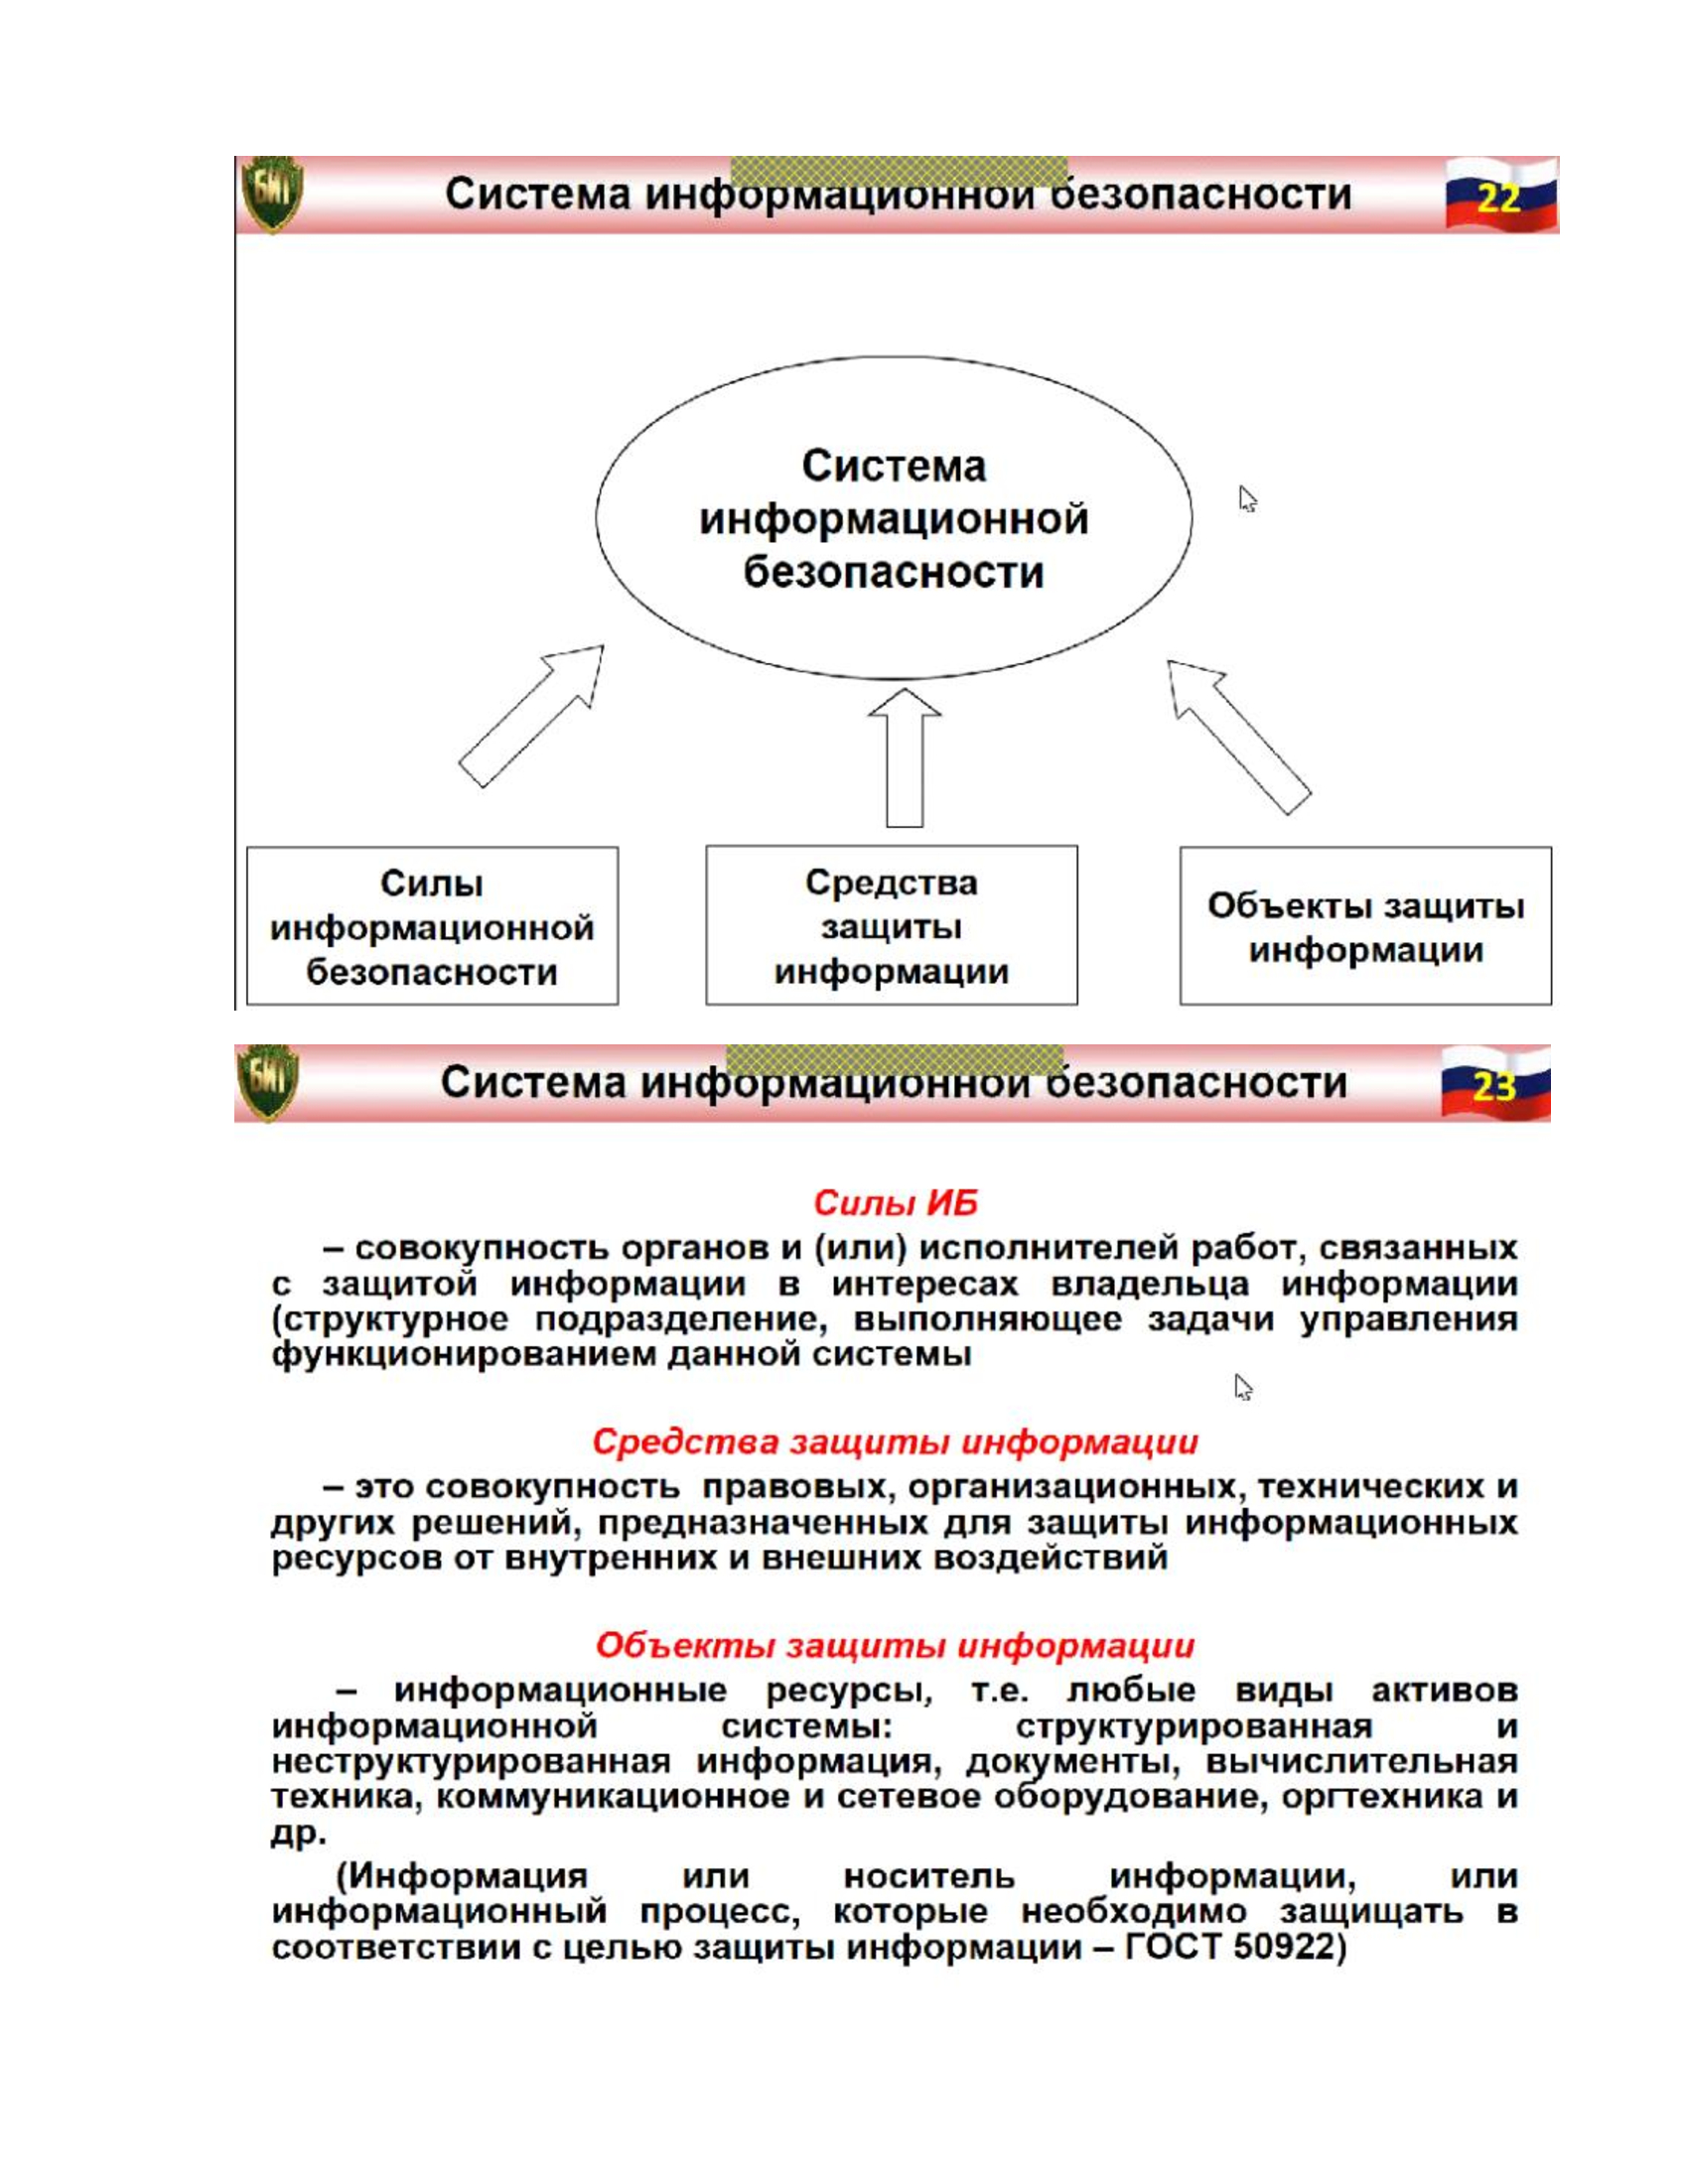 БИТ
Система информационной безопасности
22
Система
информационной
безопасности
Силы
информационной
безопасности
Средства
защиты
информации
Объекты защиты
информации
БИТ
Система информационной безопасности
23
Силы ИБ
– совокупность органов и (или) исполнителей работ, связанных
с защитой информации в интересах владельца информации
(структурное подразделение, выполняющее задачи управления
функционированием данной системы
Средства защиты информации
– это совокупность правовых, организационных, технических и
других решений, предназначенных для защиты информационных
ресурсов от внутренних и внешних воздействий
Объекты защиты информации
– информационные ресурсы, т.е. любые виды активов
информационной системы: структурированная и
неструктурированная информация, документы, вычислительная
техника, коммуникационное и сетевое оборудование, оргтехника и
др.
(Информация или носитель информации, или
информационный процесс, которые необходимо защищать в
соответствии с целью защиты информации – ГОСТ 50922)